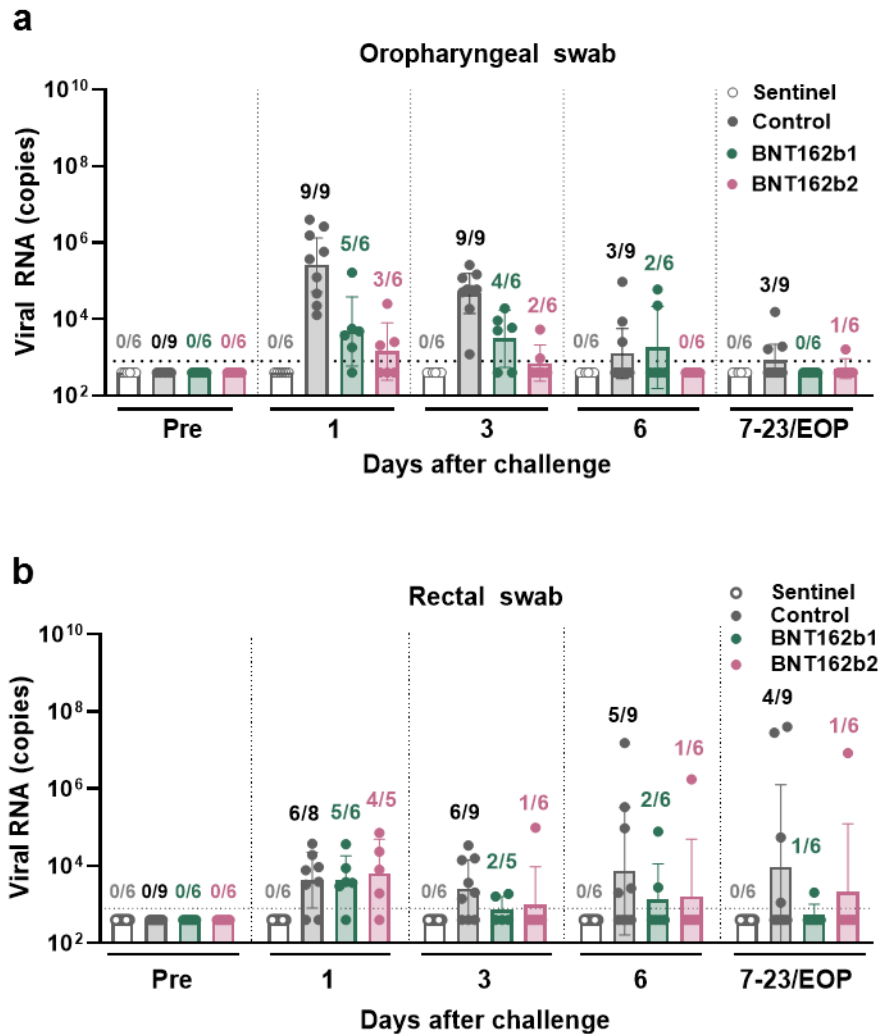 a
Oropharyngeal swab
Viral RNA (copies)
10^10
10^8
10^6
10^4
10^2
Sentinel
Control
BNT162b1
BNT162b2
0/6 0/9 0/6 0/6
0/6 9/9 5/6 3/6
0/6 9/9 4/6 2/6
0/6 3/9 2/6 0/6
0/6 3/9 0/6 1/6
Pre 1 3 6 7-23/EOP
Days after challenge
b
Rectal swab
Viral RNA (copies)
10^10
10^8
10^6
10^4
10^2
Sentinel
Control
BNT162b1
BNT162b2
0/6 0/9 0/6 0/6
0/6 6/8 5/6 4/5
0/6 6/9 2/5 1/6
0/6 5/9 2/6 1/6
0/6 4/9 1/6 1/6
Pre 1 3 6 7-23/EOP
Days after challenge